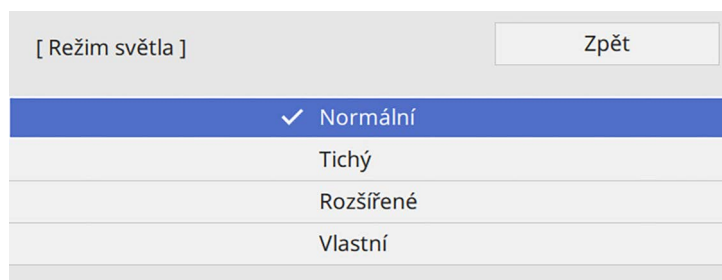 [ Režim světla ]
Zpět
Normální
Tichý
Rozšířené
Vlastní